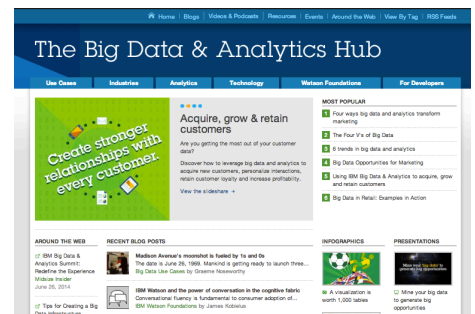 Home | Blogs | Videos & Podcasts | Resources | Events | Around the Web | View By Tag | RSS Feeds
The Big Data & Analytics Hub
Use Cases
Industries
Analytics
Technology
Watson Foundations
For Developers
Create stronger
relationships with
every customer.
Acquire, grow & retain
customers
Are you getting the most out of your customer
data?
Discover how to leverage big data and analytics to
acquire new customers, personalize interactions,
retain customer loyalty and increase profitability.
View the slideshare →
MOST POPULAR
1 Four ways big data and analytics transform
marketing
2 The Four V's of Big Data
3 5 trends in big data and analytics
4 Big Data Opportunities for Marketing
5 Using IBM Big Data & Analytics to acquire, grow
and retain customers
6 Big Data in Retail: Examples in Action
AROUND THE WEB
IBM Big Data &
Analytics Summit:
Redefine the Experience
Midsize Insider
June 26, 2014
Tips for Creating a Big
Data Infrastructure
RECENT BLOG POSTS
Madison Avenue's moonshot is fueled by 1s and 0s
The date is June 26, 1969. Mankind is getting ready to launch three...
Big Data Use Cases by Graeme Noseworthy
IBM Watson and the power of conversation in the cognitive fabric
Conversational fluency is fundamental to consumer adoption of...
IBM Watson Foundations by James Kobielus
INFOGRAPHICS
A visualization is
worth 1,000 tables
PRESENTATIONS
Mine your big data to
generate big opportunities
Mine your big data
to generate big
opportunities